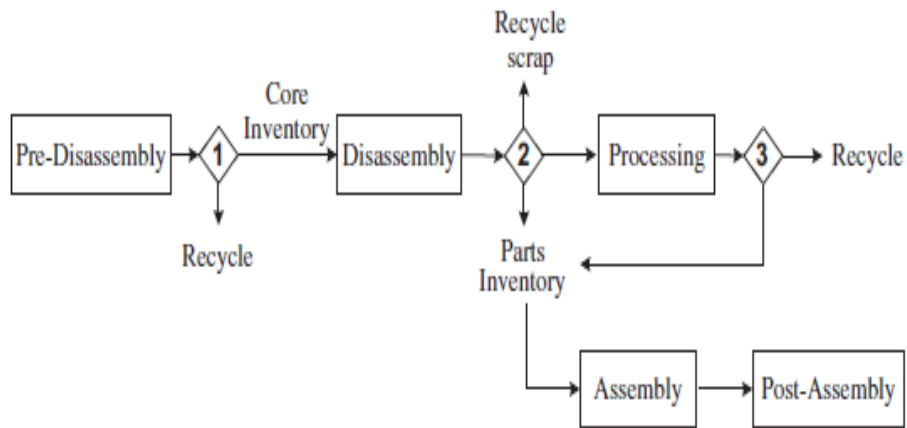 Recycle
scrap
Core
Inventory
Pre-Disassembly
1
Disassembly
2
Processing
3
Recycle
Recycle
Parts
Inventory
Assembly
Post-Assembly